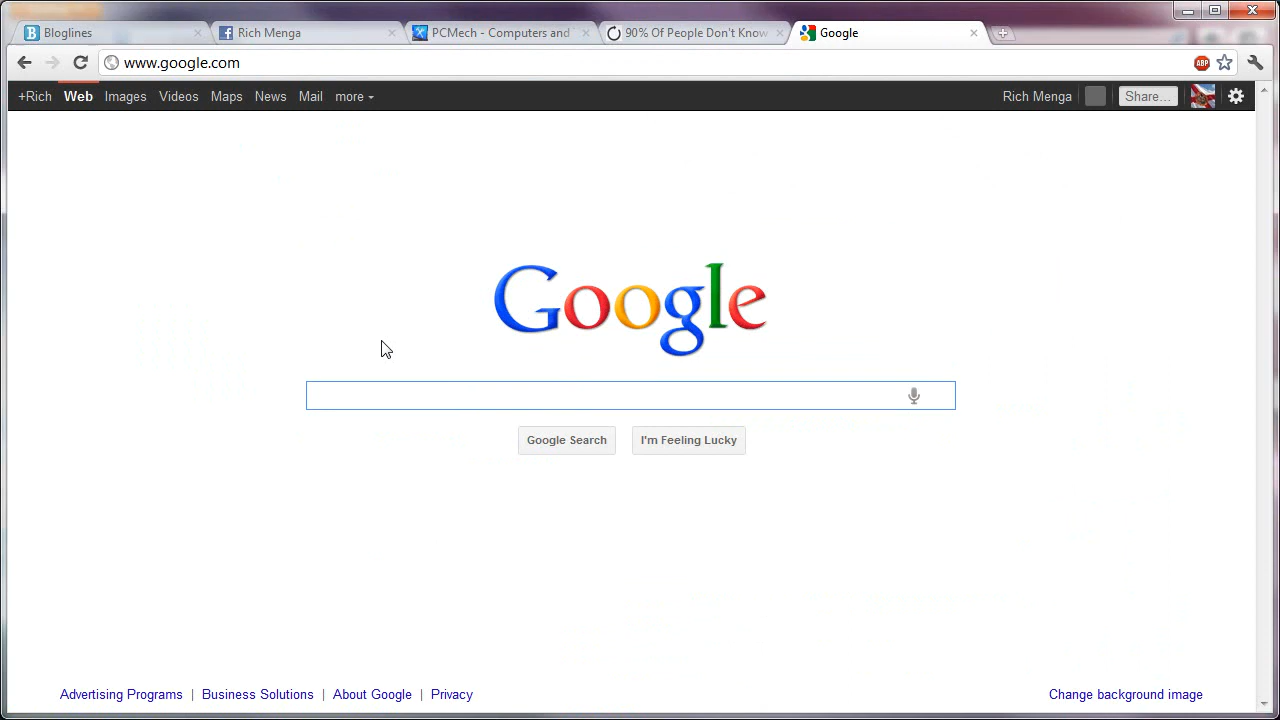 Bloglines
Rich Menga
PCMech - Computers and
90% Of People Don't Know
Google
www.google.com
ABP
+Rich Web Images Videos Maps News Mail more
Rich Menga Share...
Google
Google Search I'm Feeling Lucky
Advertising Programs | Business Solutions | About Google | Privacy
Change background image